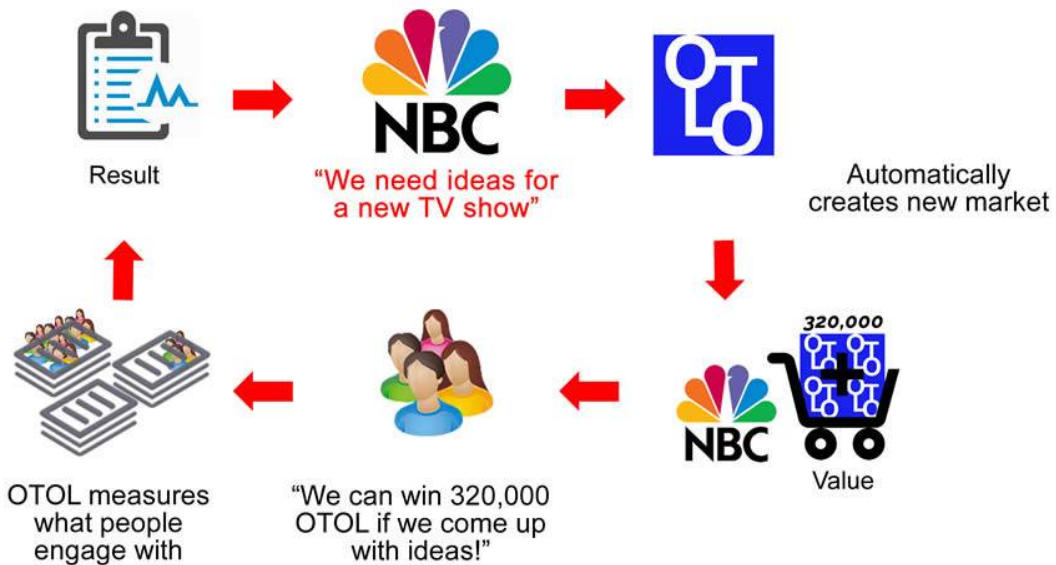 Result
NBC
“We need ideas for
a new TV show”
OTLO
Automatically
creates new market
320,000
NBC
Value
“We can win 320,000
OTOL if we come up
with ideas!”
OTOL measures
what people
engage with